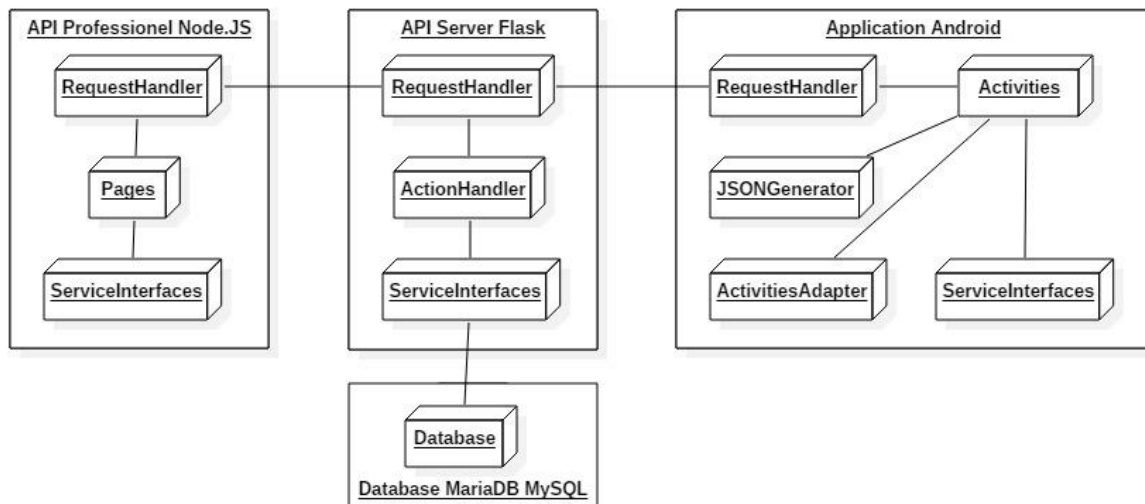 API Professionel Node.JS
RequestHandler
Pages
ServiceInterfaces
API Server Flask
RequestHandler
ActionHandler
ServiceInterfaces
Database
Database MariaDB MySQL
Application Android
RequestHandler
Activities
JSONGenerator
ActivitiesAdapter
ServiceInterfaces